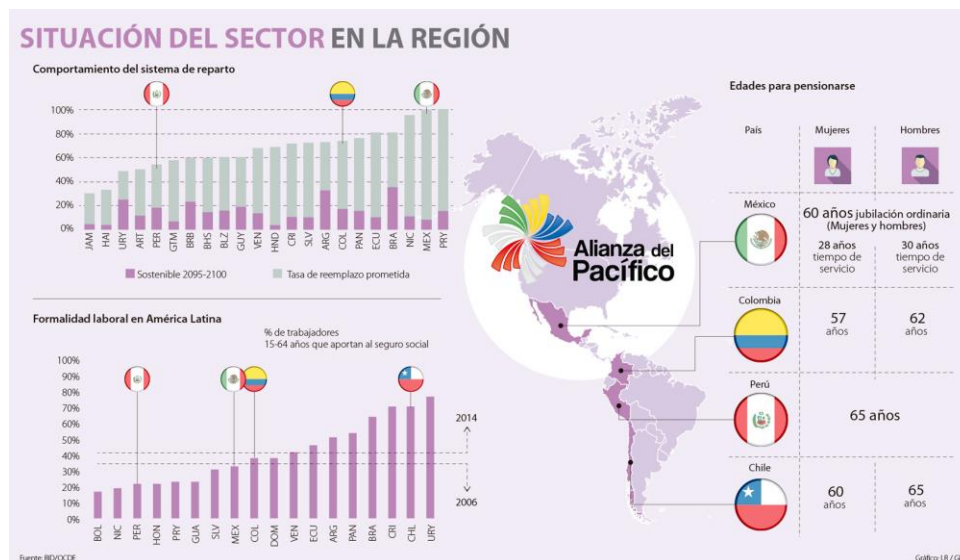 SITUACIÓN DEL SECTOR EN LA REGIÓN
Comportamiento del sistema de reparto
100%
80%
60%
40%
20%
0%
JAM
HAI
URY
ART
PER
GTM
BRB
BHS
BLZ
GUY
VEN
HND
CRI
SLV
ARG
COL
PAN
ECU
BRA
NIC
MEX
PRY
Sostenible 2095-2100
Tasa de reemplazo prometida
Formalidad laboral en América Latina
% de trabajadores
15-64 años que aportan al seguro social
100%
90%
80%
70%
60%
50%
40%
30%
20%
10%
0%
2014
2006
BOL
NIC
PER
HON
PRY
GUA
SLV
MEX
COL
DOM
VEN
ECU
ARG
PAN
BRA
CRI
CHL
URY
Fuente: BID/OCDE
Alianza del
Pacífico
Edades para pensionarse
País
Mujeres
Hombres
México
60 años jubilación ordinaria
(Mujeres y hombres)
28 años
tiempo de
servicio
30 años
tiempo de
servicio
Colombia
57
años
62
años
Perú
65 años
Chile
60
años
65
años
Gráfico: LR /